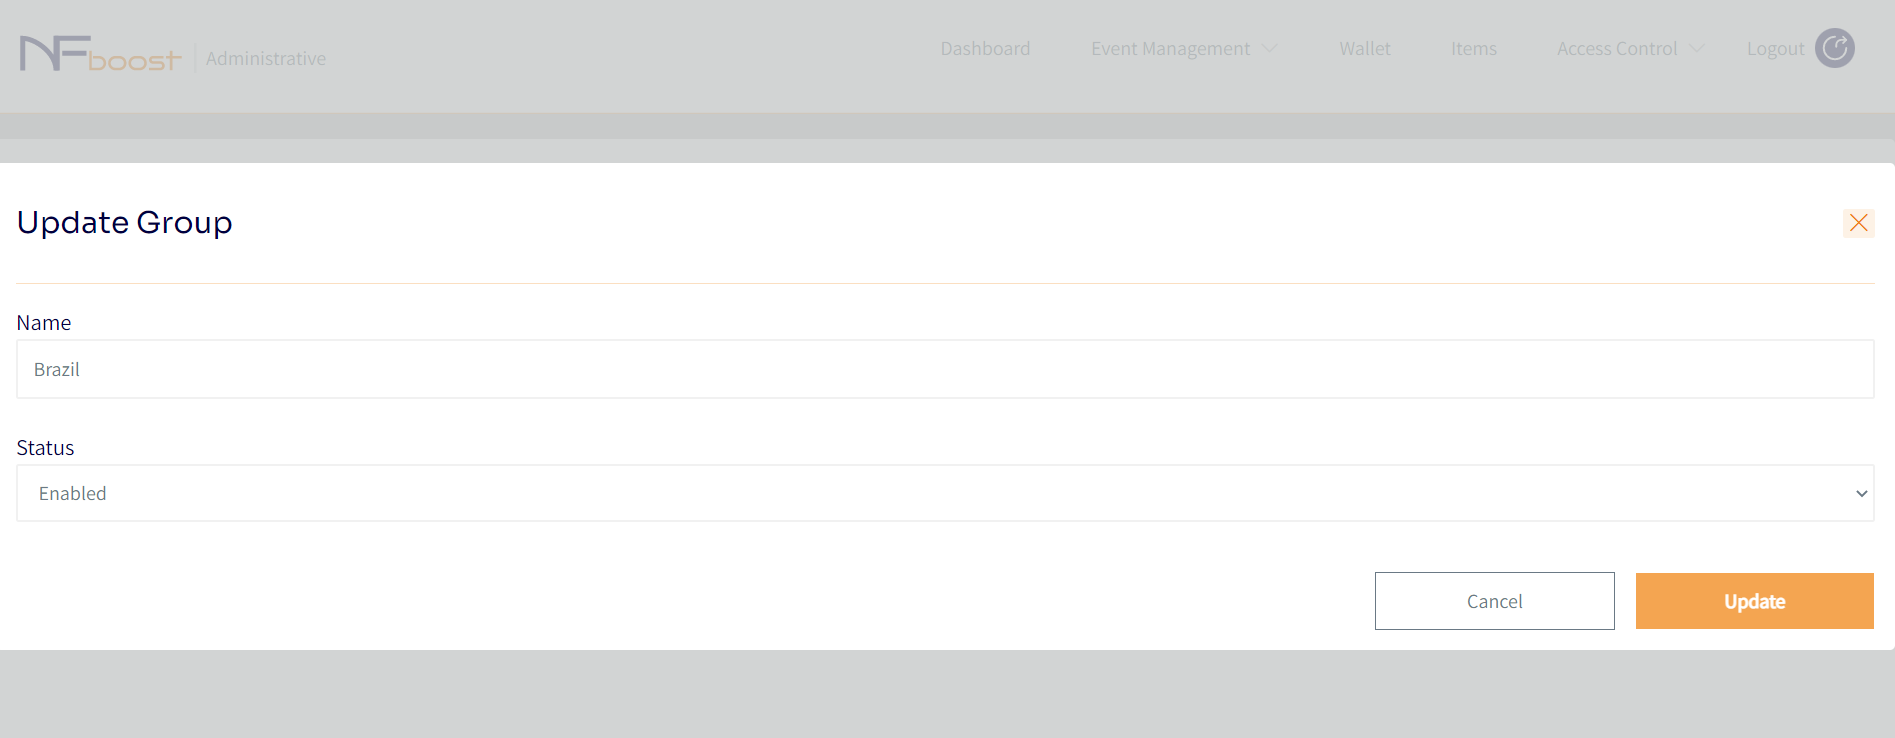 NFboost Administrative Dashboard Event Management Wallet Items Access Control Logout
Update Group
Name
Brazil
Status
Enabled
Cancel Update